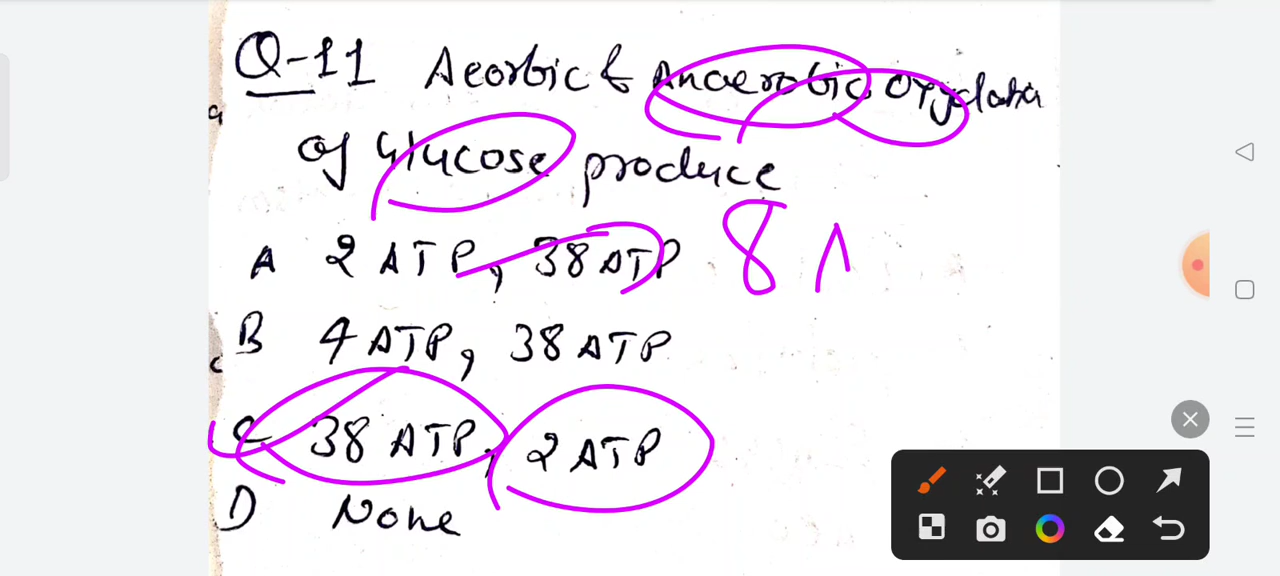 Q-11 Aeorbic & Anaerobic Oxydation
of Glucose produce
A 2 ATP, 38 ATP 8 A
B 4 ATP, 38 ATP
C 38 ATP, 2 ATP
D None